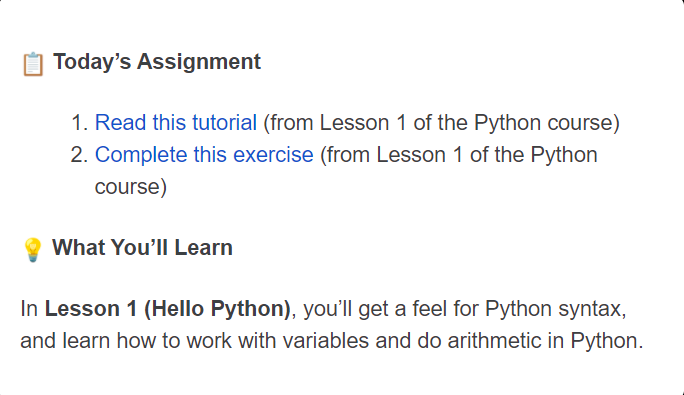 📋 Today’s Assignment
1. Read this tutorial (from Lesson 1 of the Python course)
2. Complete this exercise (from Lesson 1 of the Python
course)
💡 What You’ll Learn
In Lesson 1 (Hello Python), you’ll get a feel for Python syntax,
and learn how to work with variables and do arithmetic in Python.